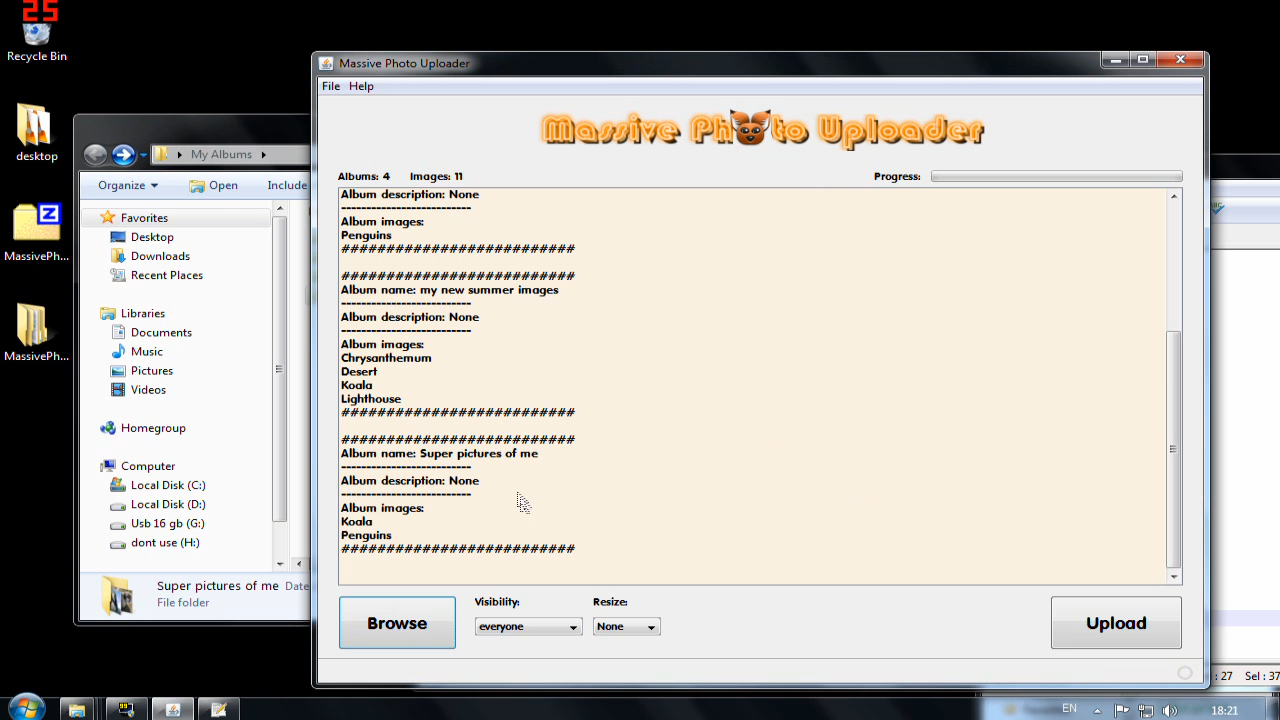 25
Recycle Bin
desktop
MassivePh...
MassivePh...
My Albums
Organize
Open
Include
Favorites
Desktop
Downloads
Recent Places
Libraries
Documents
Music
Pictures
Videos
Homegroup
Computer
Local Disk (C:)
Local Disk (D:)
Usb 16 gb (G:)
dont use (H:)
Super pictures of me Date
File folder
Massive Photo Uploader
File Help
Massive Photo Uploader
Albums: 4 Images: 11 Progress:
Album description: None
--------------------------
Album images:
Penguins
##########################
##########################
Album name: my new summer images
--------------------------
Album description: None
--------------------------
Album images:
Chrysanthemum
Desert
Koala
Lighthouse
##########################
##########################
Album name: Super pictures of me
--------------------------
Album description: None
--------------------------
Album images:
Koala
Penguins
##########################
Browse
Visibility: Resize:
everyone None
Upload
: 27 Sel : 37
EN 18:21